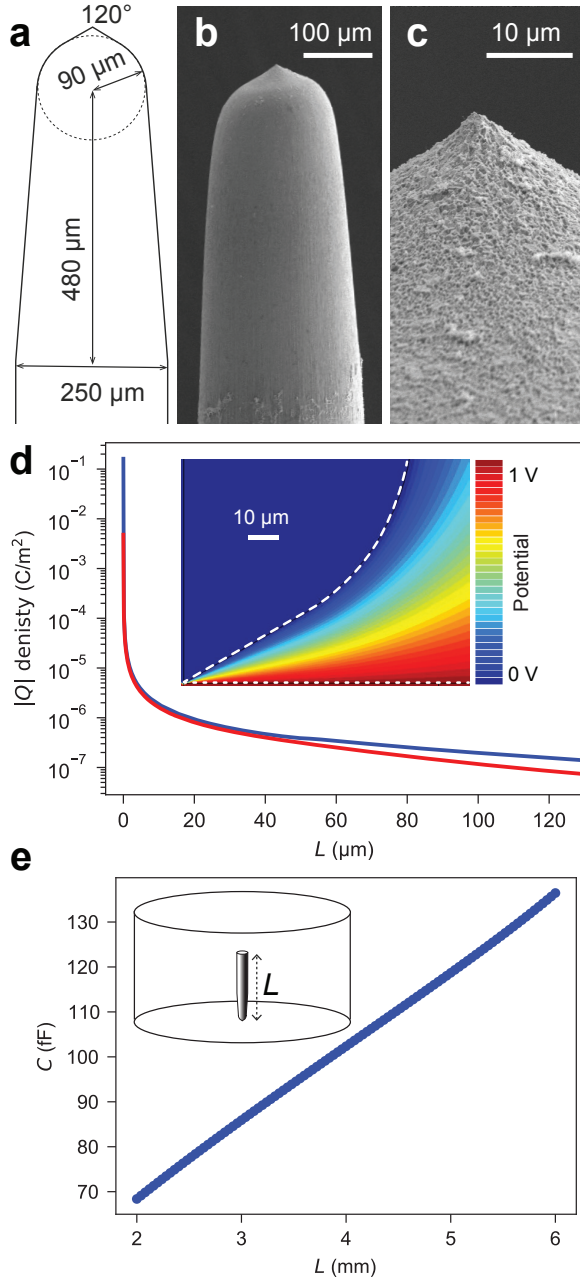 a
120°
90 µm
480 µm
250 µm
b
100 µm
c
10 µm
d
|Q| denisty (C/m²)
10⁻¹
10⁻²
10⁻³
10⁻⁴
10⁻⁵
10⁻⁶
10⁻⁷
10 µm
1 V
Potential
0 V
0 20 40 60 80 100 120
L (µm)
e
C (fF)
130
120
110
100
90
80
70
L
2 3 4 5 6
L (mm)